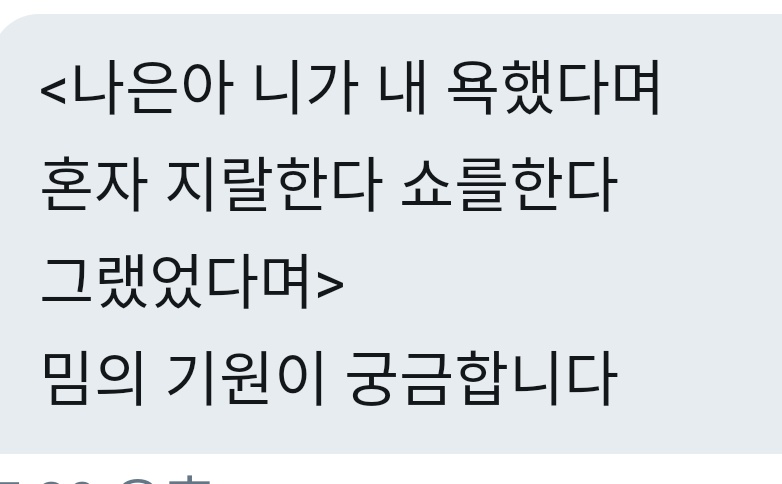 <나은아 니가 내 욕했다며
혼자 지랄한다 쇼를한다
그랬었다며>
밈의 기원이 궁금합니다